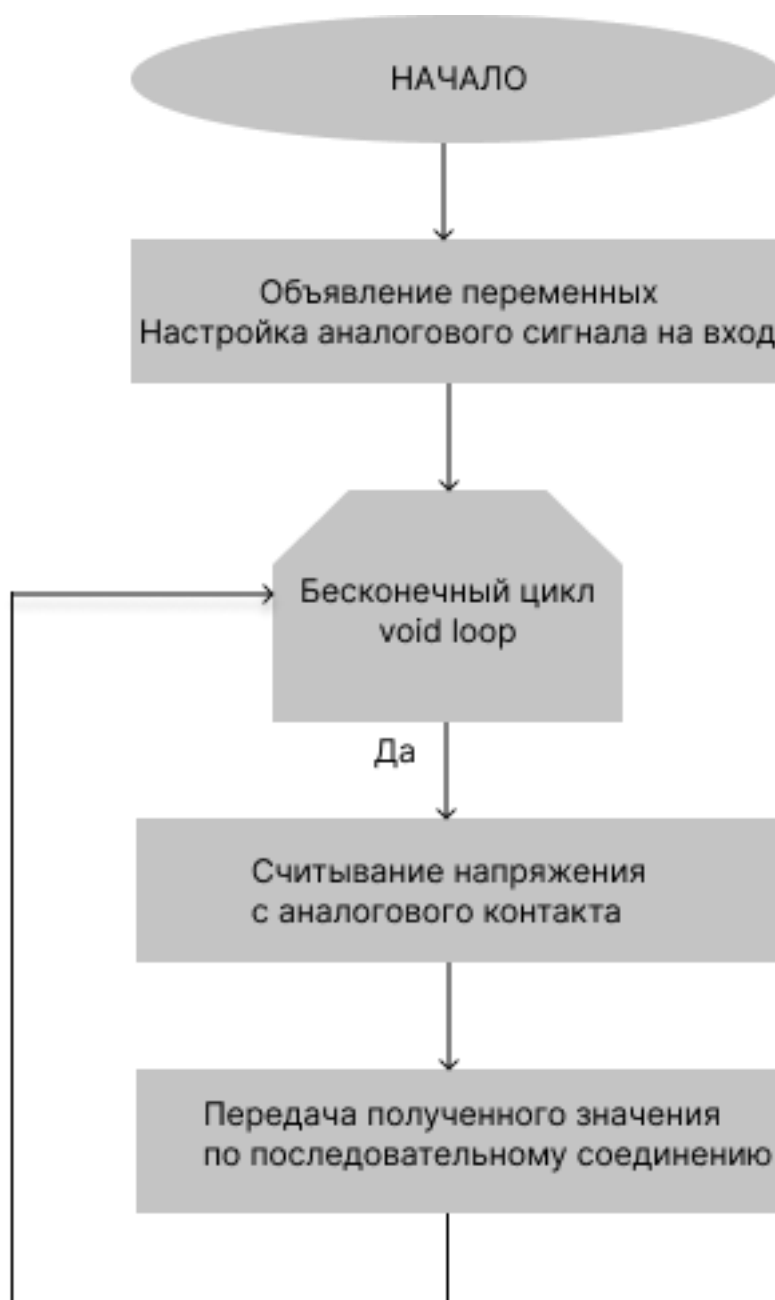 НАЧАЛО
Объявление переменных
Настройка аналогового сигнала на вход
Бесконечный цикл
void loop
Да
Считывание напряжения
с аналогового контакта
Передача полученного значения
по последовательному соединению